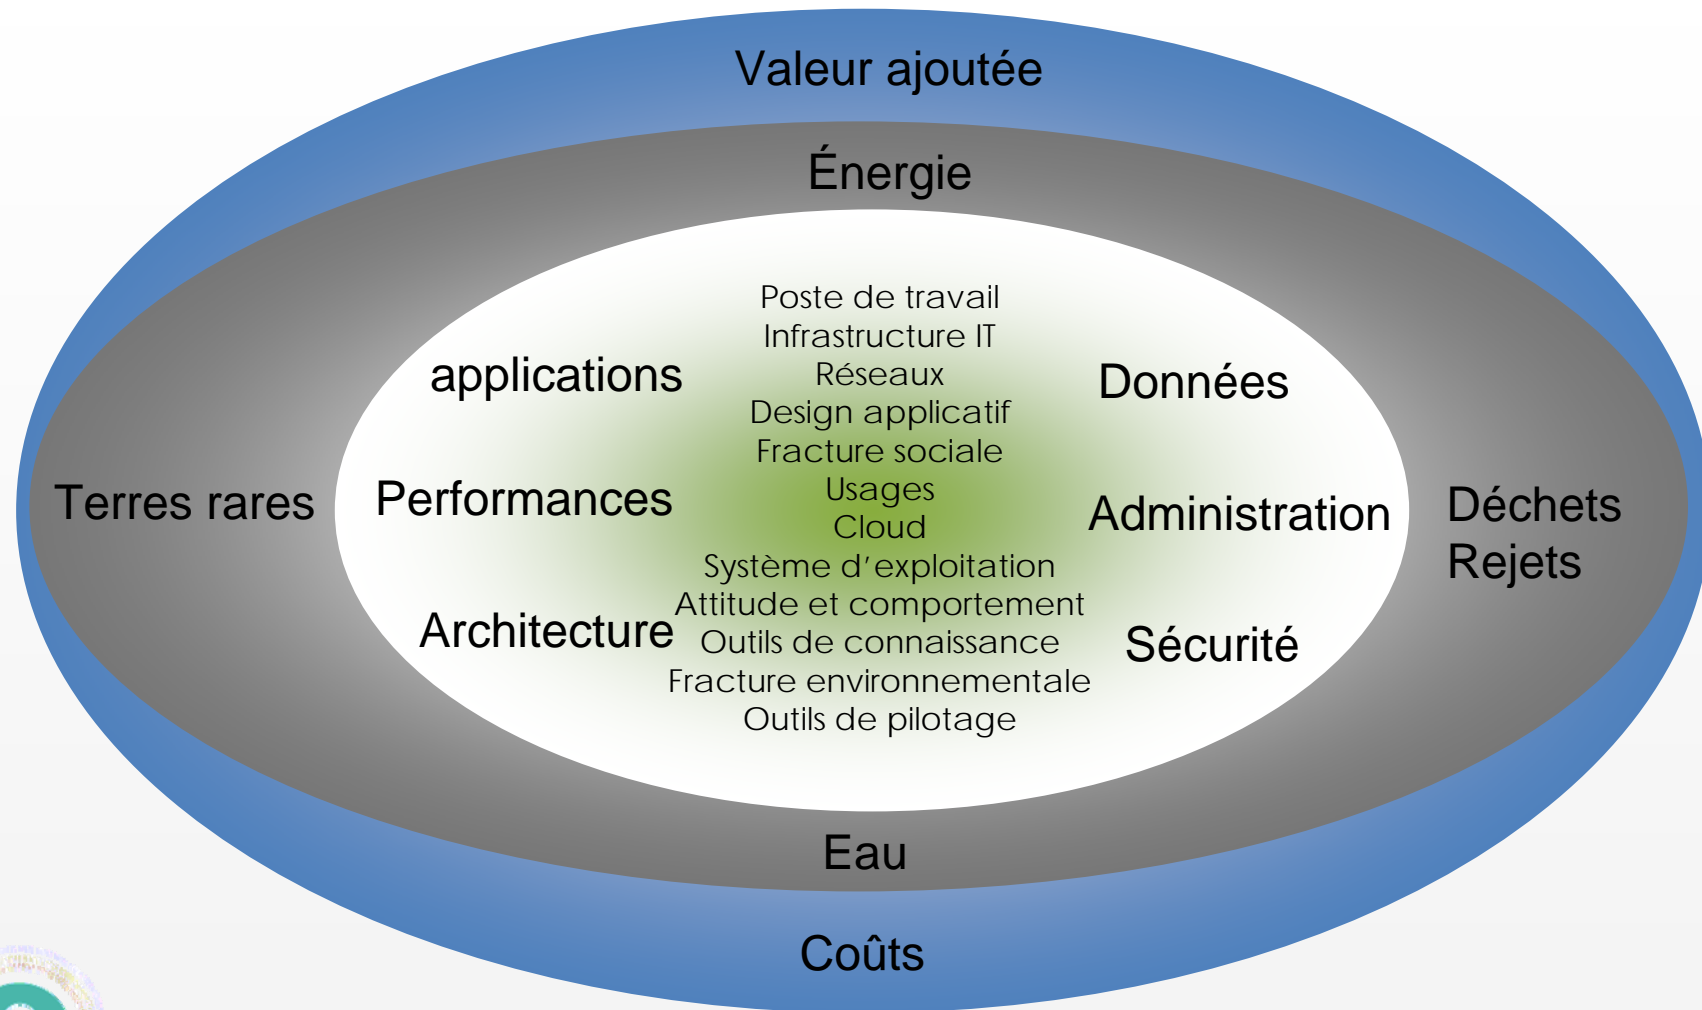 Valeur ajoutée
Énergie
Poste de travail
Infrastructure IT
Réseaux
Design applicatif
Fracture sociale
Usages
Cloud
Système d'exploitation
Attitude et comportement
Outils de connaissance
Fracture environnementale
Outils de pilotage
applications
Performances
Architecture
Données
Administration
Sécurité
Terres rares
Déchets
Rejets
Eau
Coûts